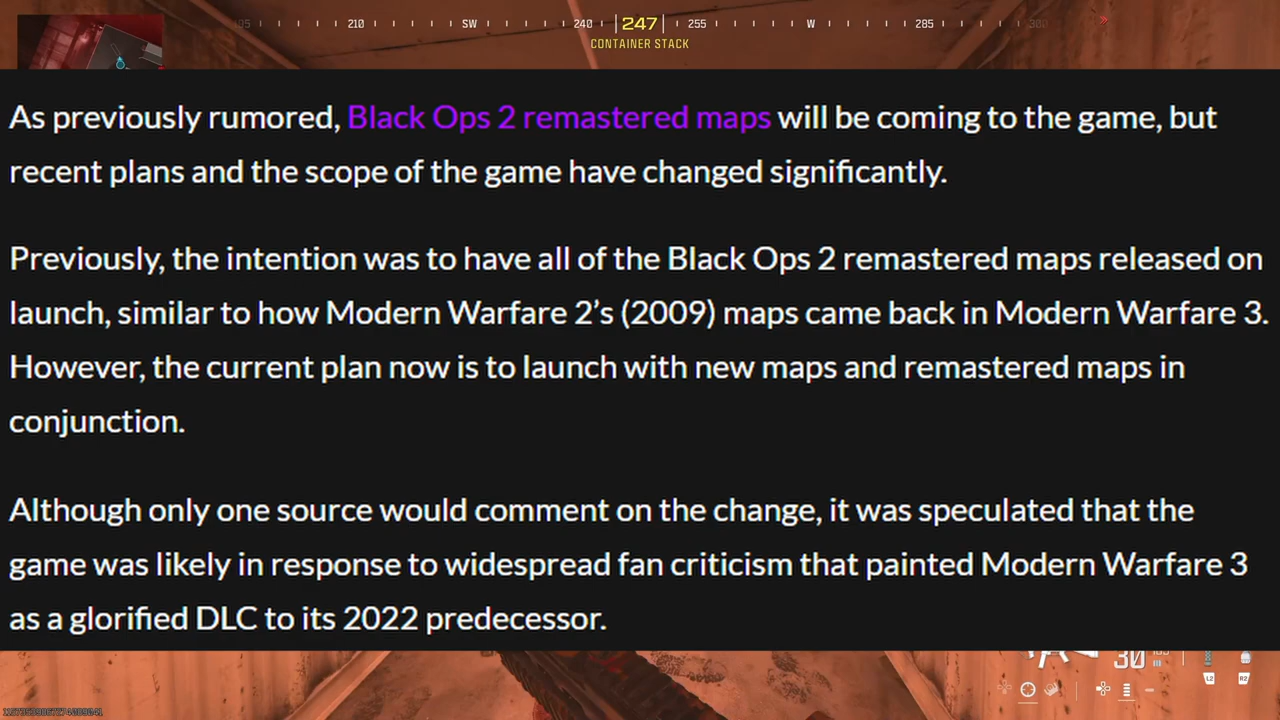 210 SW 240 247 255 W 285
CONTAINER STACK
As previously rumored, Black Ops 2 remastered maps will be coming to the game, but
recent plans and the scope of the game have changed significantly.
Previously, the intention was to have all of the Black Ops 2 remastered maps released on
launch, similar to how Modern Warfare 2’s (2009) maps came back in Modern Warfare 3.
However, the current plan now is to launch with new maps and remastered maps in
conjunction.
Although only one source would comment on the change, it was speculated that the
game was likely in response to widespread fan criticism that painted Modern Warfare 3
as a glorified DLC to its 2022 predecessor.
30
L2 R2